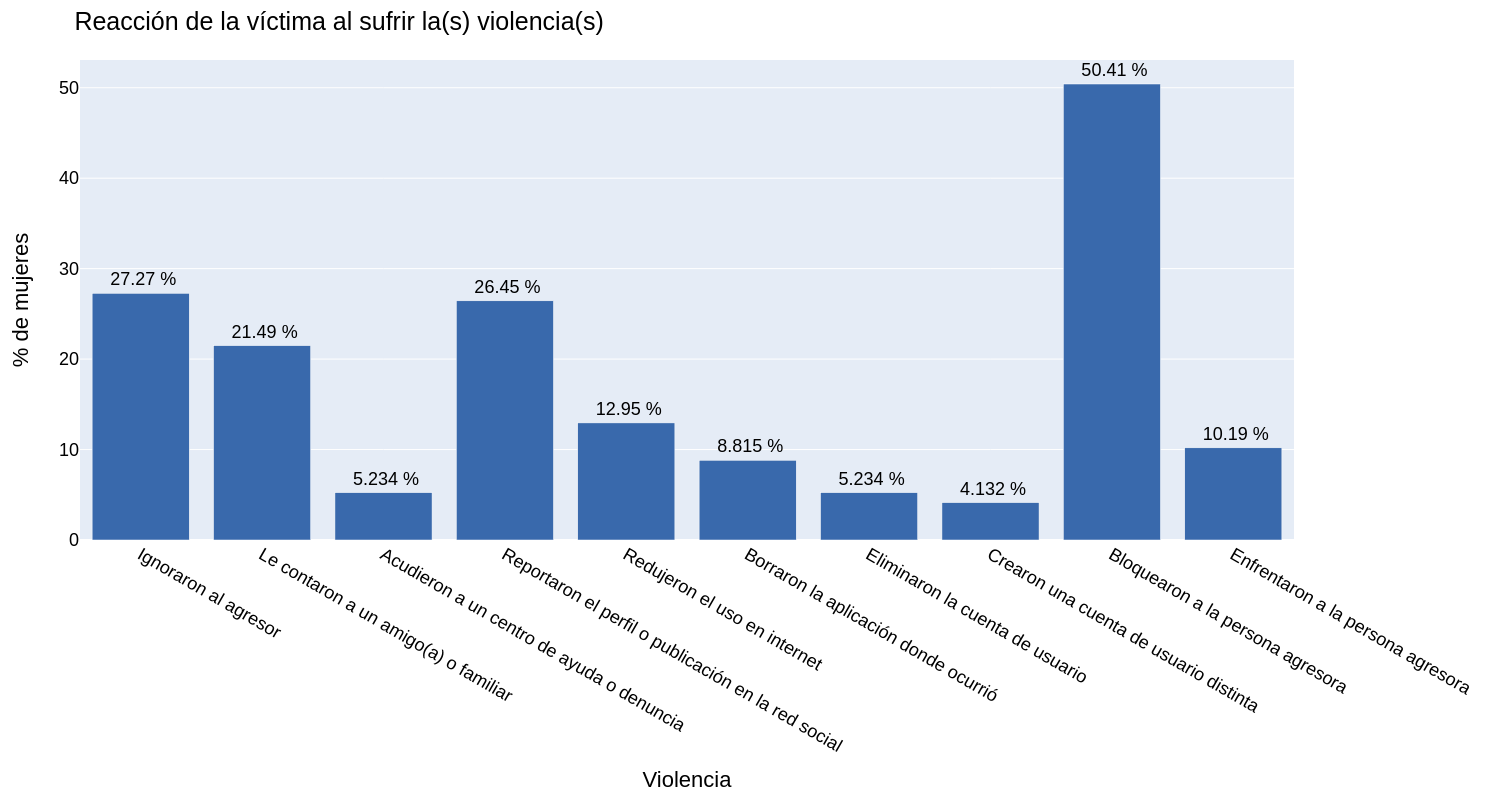 Reacción de la víctima al sufrir la(s) violencia(s)
% de mujeres
50
40
30
20
10
0
27.27 %
21.49 %
5.234 %
26.45 %
12.95 %
8.815 %
5.234 %
4.132 %
50.41 %
10.19 %
Ignoraron al agresor
Le contaron a un amigo(a) o familiar
Acudieron a un centro de ayuda o denuncia
Reportaron el perfil o publicación en la red social
Redujeron el uso en internet
Borraron la aplicación donde ocurrió
Eliminaron la cuenta de usuario
Crearon una cuenta de usuario distinta
Bloquearon a la persona agresora
Enfrentaron a la persona agresora
Violencia